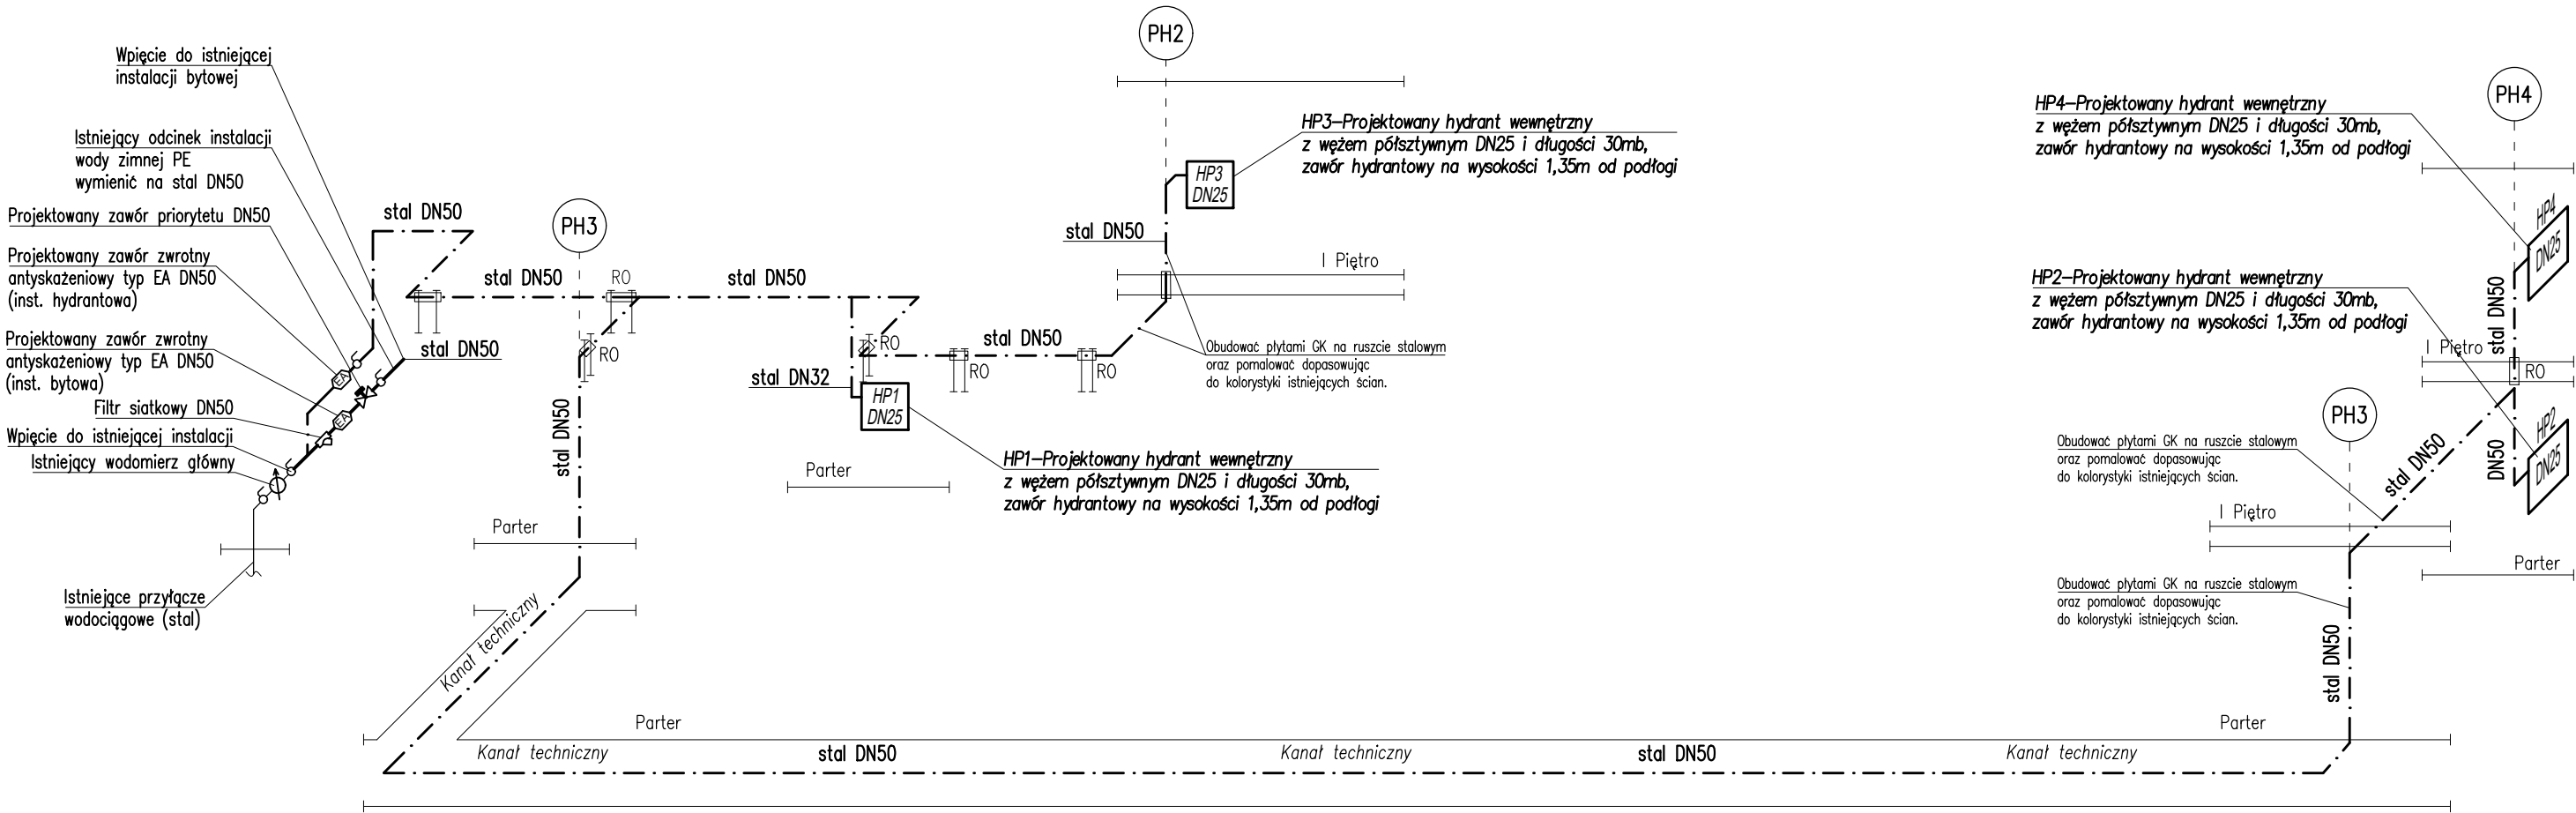 Wpięcie do istniejącej
instalacji bytowej
Istniejący odcinek instalacji
wody zimnej PE
wymienić na stal DN50
Projektowany zawór priorytetu DN50
Projektowany zawór zwrotny
antyskażeniowy typ EA DN50
(inst. hydrantowa)
Projektowany zawór zwrotny
antyskażeniowy typ EA DN50
(inst. bytowa)
Filtr siatkowy DN50
Wpięcie do istniejącej instalacji
Istniejący wodomierz główny
Istniejące przyłącze
wodociągowe (stal)
EA
EA
stal DN50
stal DN50
stal DN50
PH3
RO
RO
stal DN50
stal DN50
Parter
Kanał techniczny
stal DN32
RO
HP1
DN25
Parter
HP1–Projektowany hydrant wewnętrzny
z wężem półsztywnym DN25 i długości 30mb,
zawór hydrantowy na wysokości 1,35m od podłogi
stal DN50
RO
RO
PH2
HP3
DN25
stal DN50
I Piętro
HP3–Projektowany hydrant wewnętrzny
z wężem półsztywnym DN25 i długości 30mb,
zawór hydrantowy na wysokości 1,35m od podłogi
Obudować płytami GK na ruszcie stalowym
oraz pomalować dopasowując
do kolorystyki istniejących ścian.
Parter
Kanał techniczny
stal DN50
Kanał techniczny
stal DN50
Kanał techniczny
Parter
HP4–Projektowany hydrant wewnętrzny
z wężem półsztywnym DN25 i długości 30mb,
zawór hydrantowy na wysokości 1,35m od podłogi
HP2–Projektowany hydrant wewnętrzny
z wężem półsztywnym DN25 i długości 30mb,
zawór hydrantowy na wysokości 1,35m od podłogi
PH4
HP4
DN25
stal DN50
I Piętro
RO
HP2
DN25
DN50
Parter
PH3
stal DN50
Obudować płytami GK na ruszcie stalowym
oraz pomalować dopasowując
do kolorystyki istniejących ścian.
I Piętro
Obudować płytami GK na ruszcie stalowym
oraz pomalować dopasowując
do kolorystyki istniejących ścian.
stal DN50